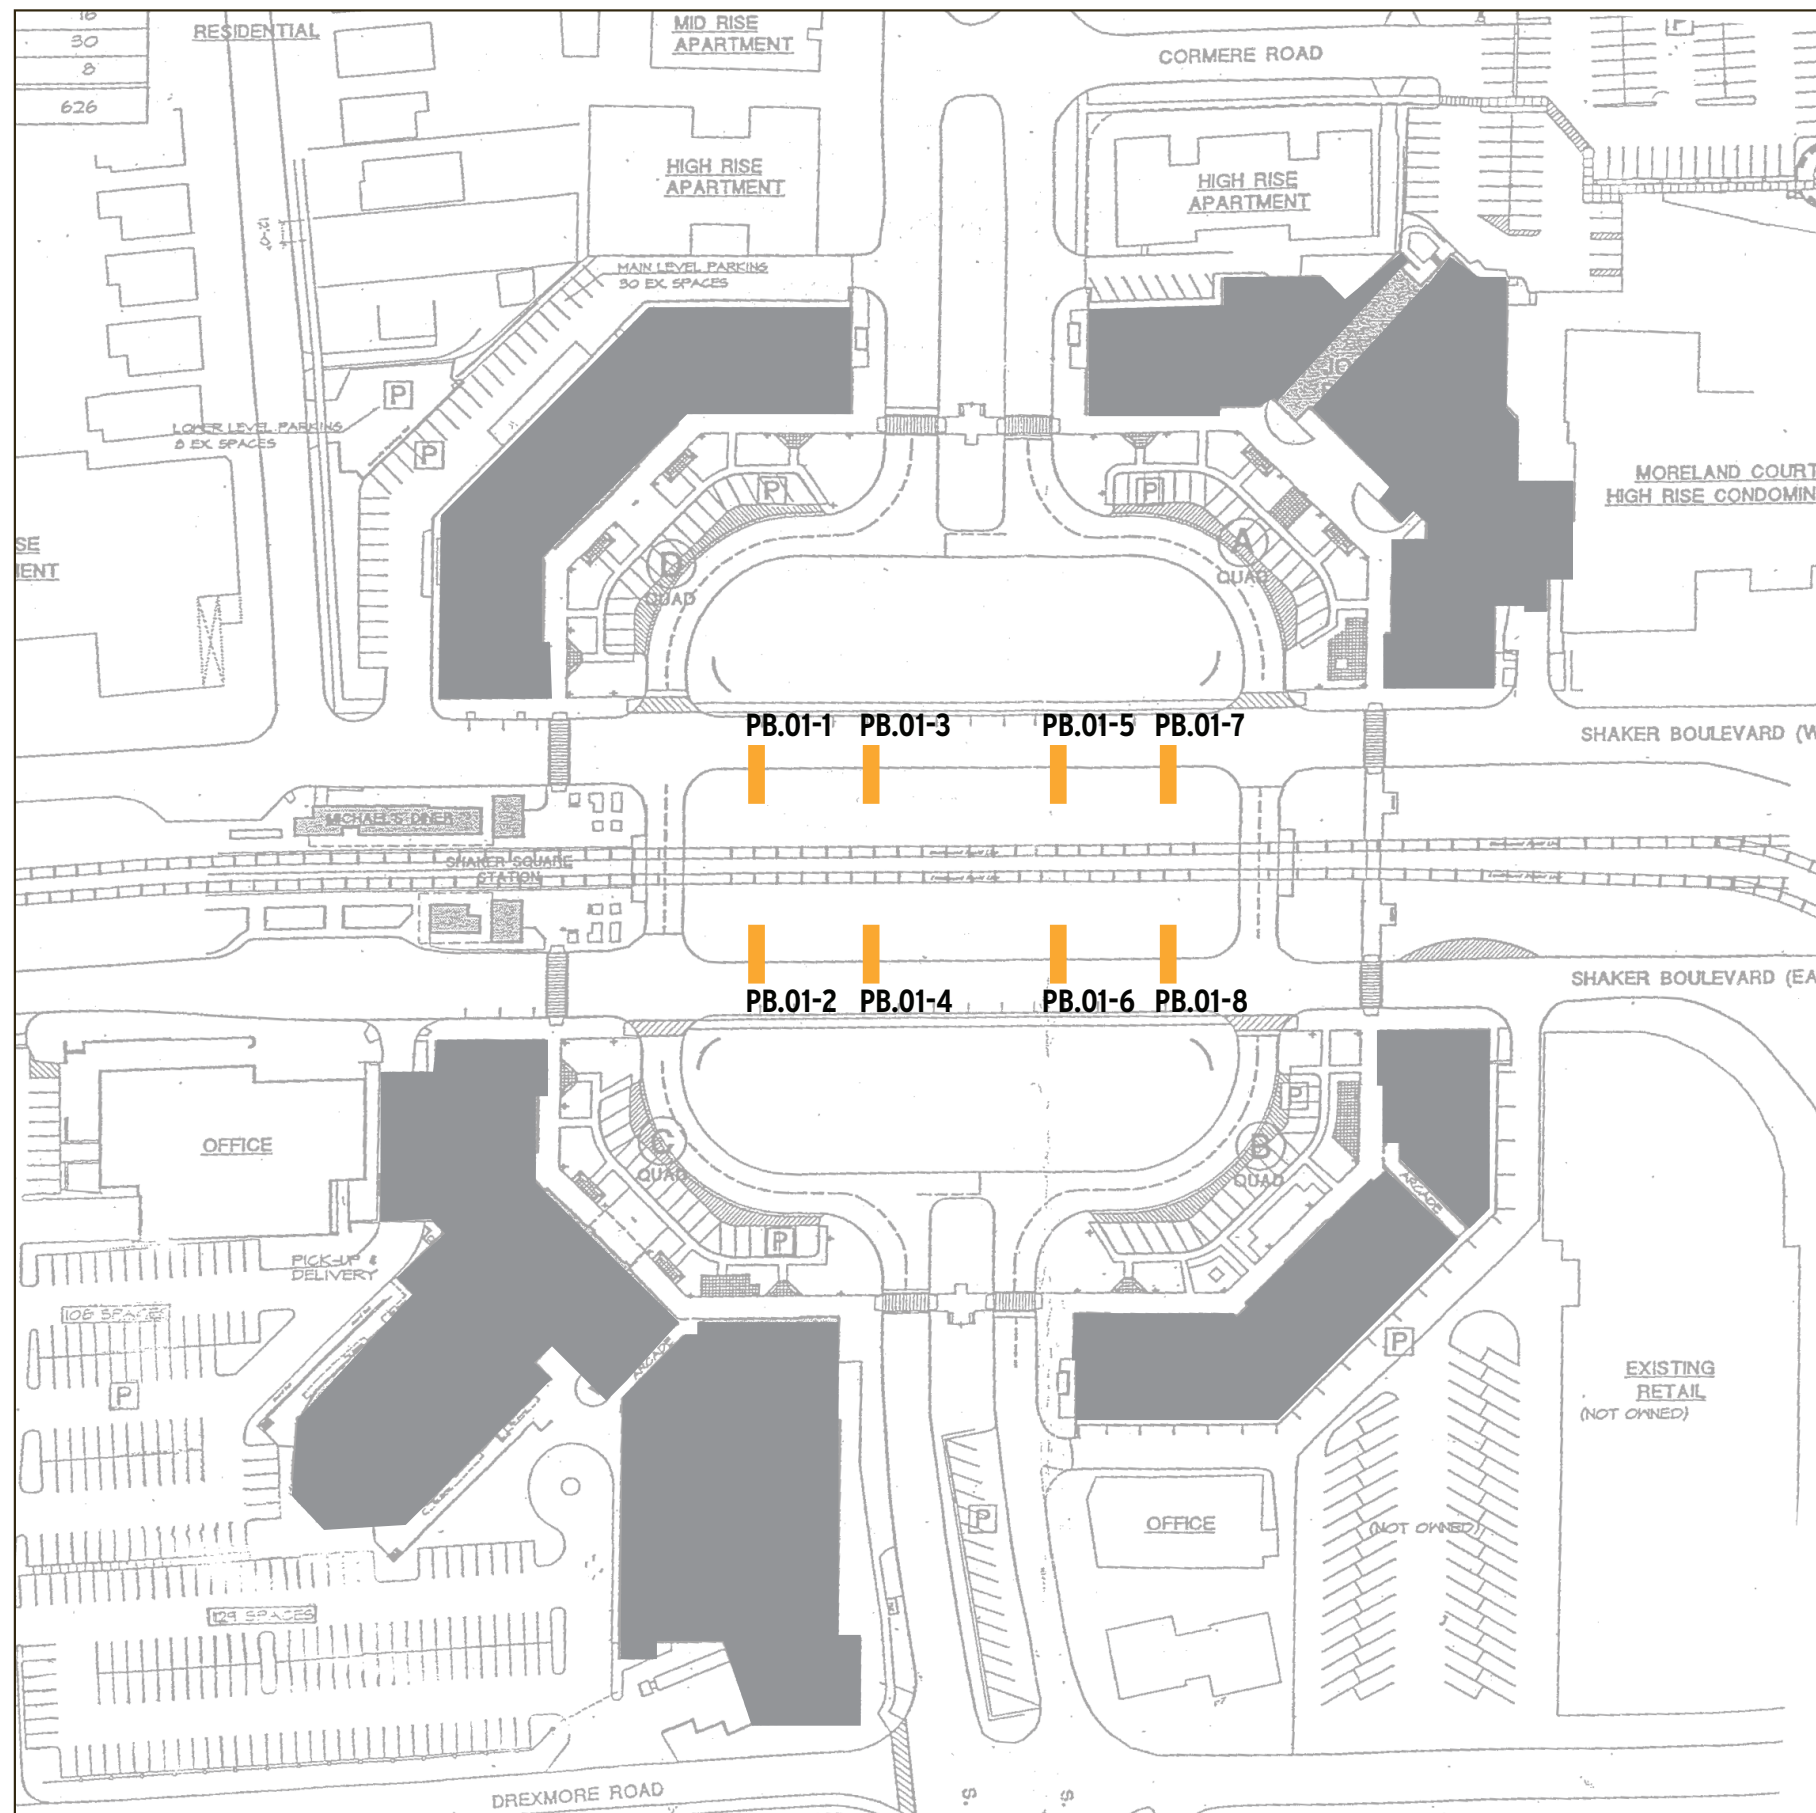 16
30
8
626
RESIDENTIAL
MID RISE
APARTMENT
CORMERE ROAD
P
HIGH RISE
APARTMENT
HIGH RISE
APARTMENT
12'-0"
MAIN LEVEL PARKING
30 EX. SPACES
P
LOWER LEVEL PARKING
8 EX. SPACES
P
P
P
MORELAND COURT
HIGH RISE CONDOMIN
SE
ENT
D
QUAD
A
QUAD
PB.01-1 PB.01-3 PB.01-5 PB.01-7
SHAKER BOULEVARD (W
MICHAEL'S DINER
SHAKER SQUARE
STATION
SHAKER BOULEVARD (EA
PB.01-2 PB.01-4 PB.01-6 PB.01-8
P
OFFICE
C
QUAD
B
QUAD
ARCADE
P
PICK-UP &
DELIVERY
108 SPACES
P
ARCADE
P
EXISTING
RETAIL
(NOT OWNED)
P
OFFICE
(NOT OWNED)
129 SPACES
DREXMORE ROAD
S.
S.